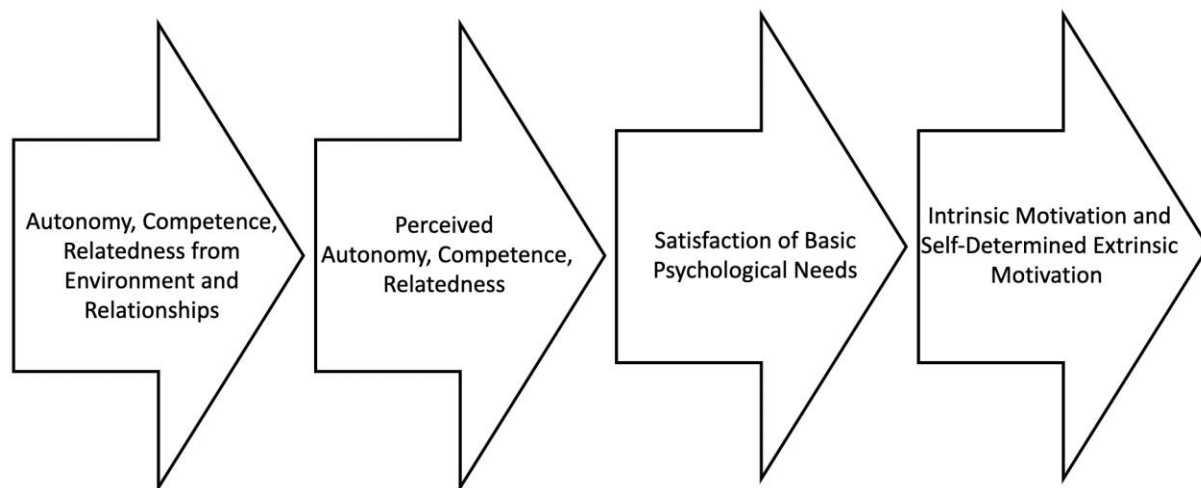 Autonomy, Competence,
Relatedness from
Environment and
Relationships
Perceived
Autonomy, Competence,
Relatedness
Satisfaction of Basic
Psychological Needs
Intrinsic Motivation and
Self-Determined Extrinsic
Motivation